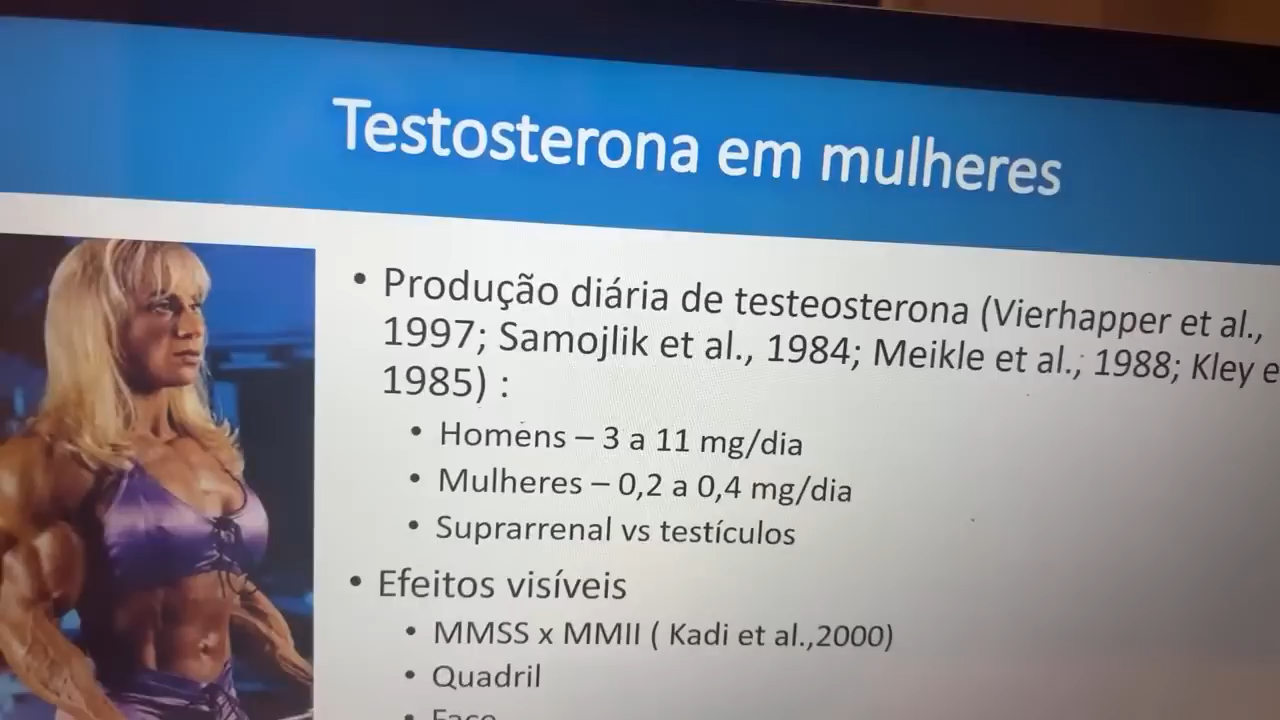 Testosterona em mulheres
• Produção diária de testeosterona (Vierhapper et al.,
1997; Samojlik et al., 1984; Meikle et al., 1988; Kley e
1985) :
• Homens – 3 a 11 mg/dia
• Mulheres – 0,2 a 0,4 mg/dia
• Suprarrenal vs testículos
• Efeitos visíveis
• MMSS x MMII ( Kadi et al.,2000)
• Quadril
• Face